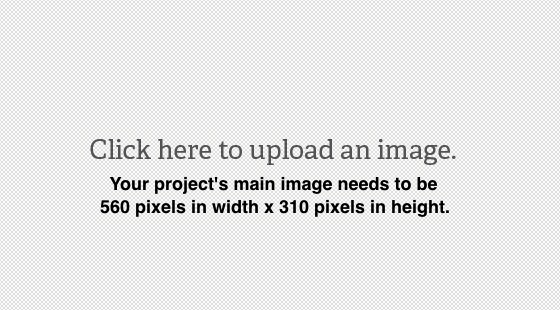 Click here to upload an image.
Your project's main image needs to be
560 pixels in width x 310 pixels in height.